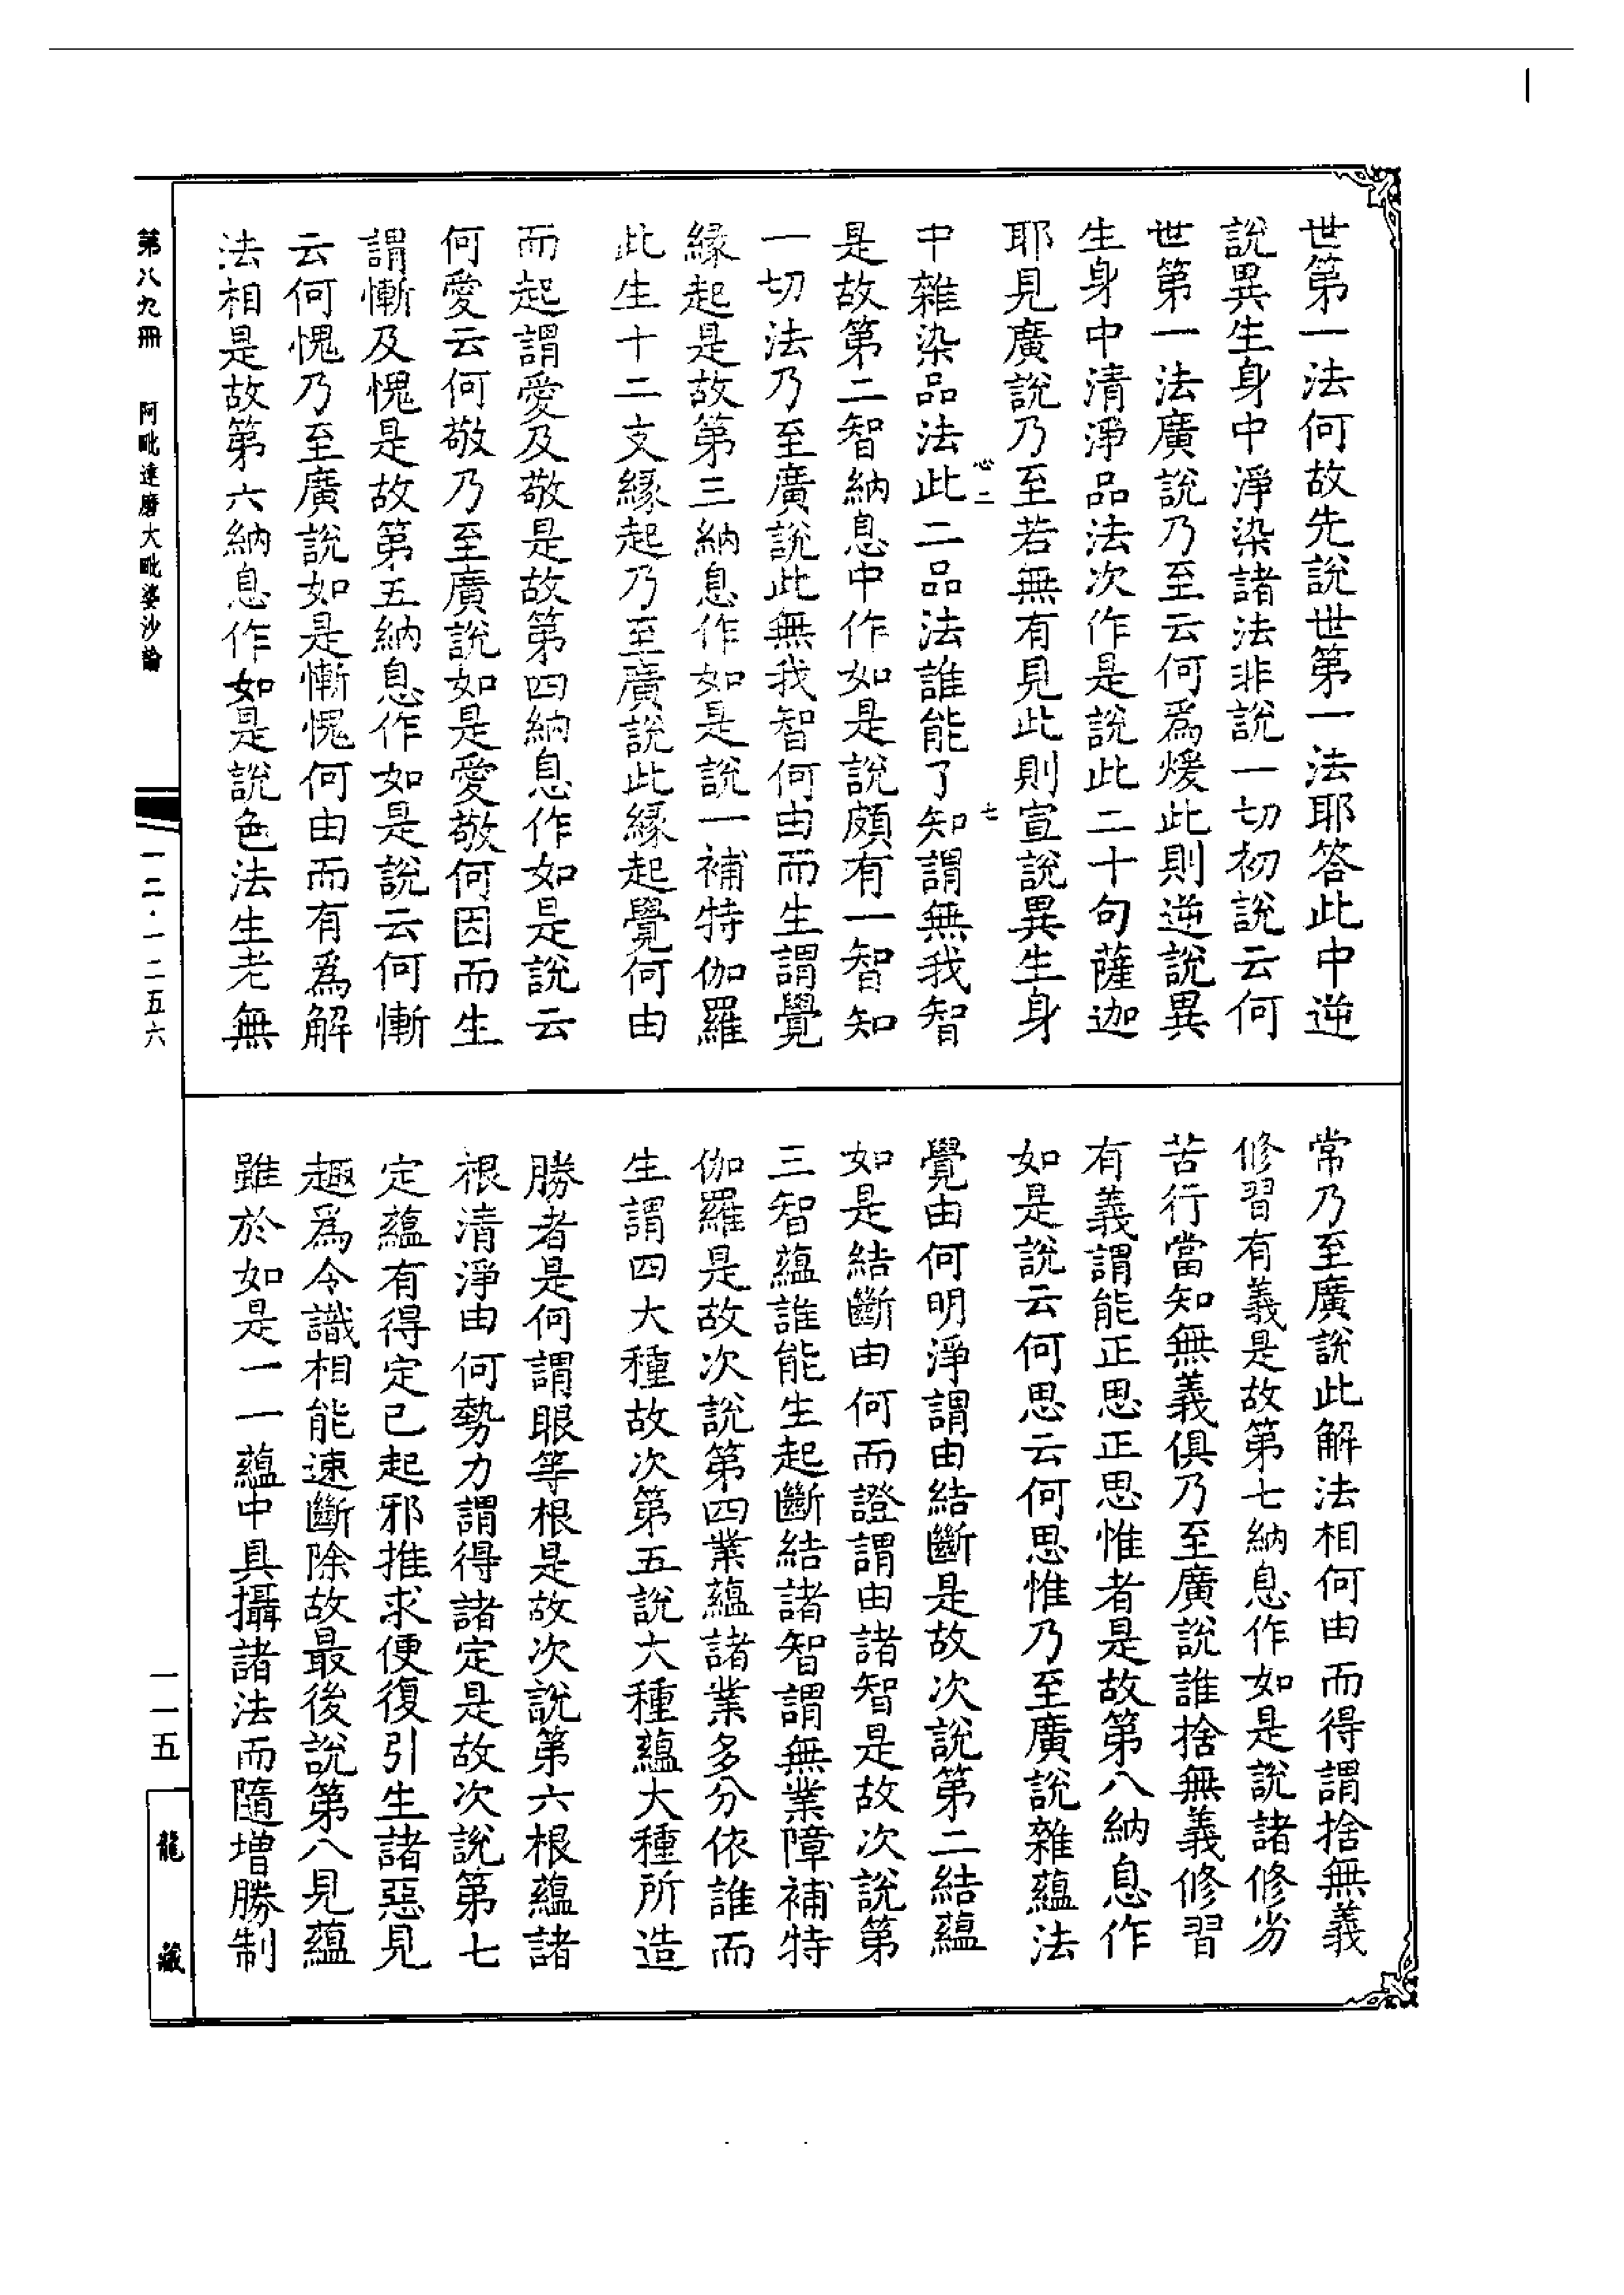 世第一法何故先說世第一法耶答此中逆
說異生身中淨染諸法非說一切初說云何
世第一法廣說乃至云何爲煖此則逆說異
生身中清淨品法次作是說此二十句薩迦
耶見廣說乃至若無有見此則宣說異生身
心二
七
中雜染品法此二品法誰能了知謂無我智
是故第二智納息中作如是說頗有一智知
一切法乃至廣說此無我智何由而生謂覺
緣起是故第三納息作如是說一補特伽羅
此生十二支緣起乃至廣說此緣起覺何由
而起謂愛及敬是故第四納息作如是說云
何愛云何敬乃至廣說如是愛敬何因而生
謂慚及愧是故第五納息作如是說云何慚
云何愧乃至廣說如是慚愧何由而有爲解
法相是故第六納息作如是說色法生老無
常乃至廣說此解法相何由而得謂捨無義
修習有義是故第七納息作如是說諸修劣
苦行當知無義俱乃至廣說誰捨無義修習
有義謂能正思正思惟者是故第八納息作
如是說云何思云何思惟乃至廣說雜蘊法
覺由何明淨謂由結斷是故次說第二結蘊
如是結斷由何而證謂由諸智是故次說第
三智蘊誰能生起斷結諸智謂無業障補特
伽羅是故次說第四業蘊諸業多分依誰而
生謂四大種故次第五說大種蘊大種所造
勝者是何謂眼等根是故次說第六根蘊諸
根清淨由何勢力謂得諸定是故次說第七
定蘊有得定已起邪推求便復引生諸惡見
趣爲令識相能速斷除故最後說第八見蘊
雖於如是一一蘊中具攝諸法而隨增勝制
第八九冊　阿毗達磨大毗婆沙論
一二·一二五六
一一五
龍藏